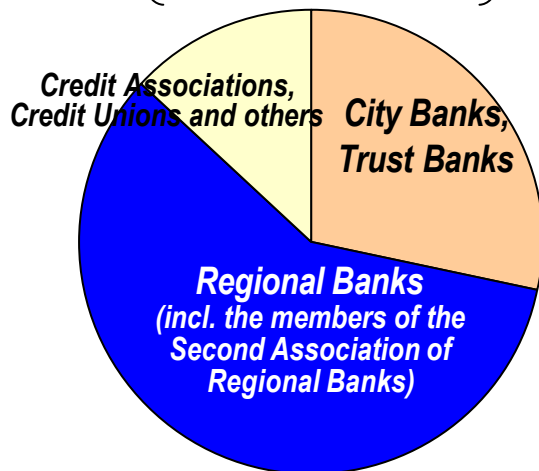 Credit Associations,
Credit Unions and others
City Banks,
Trust Banks
Regional Banks
(incl. the members of the
Second Association of
Regional Banks)